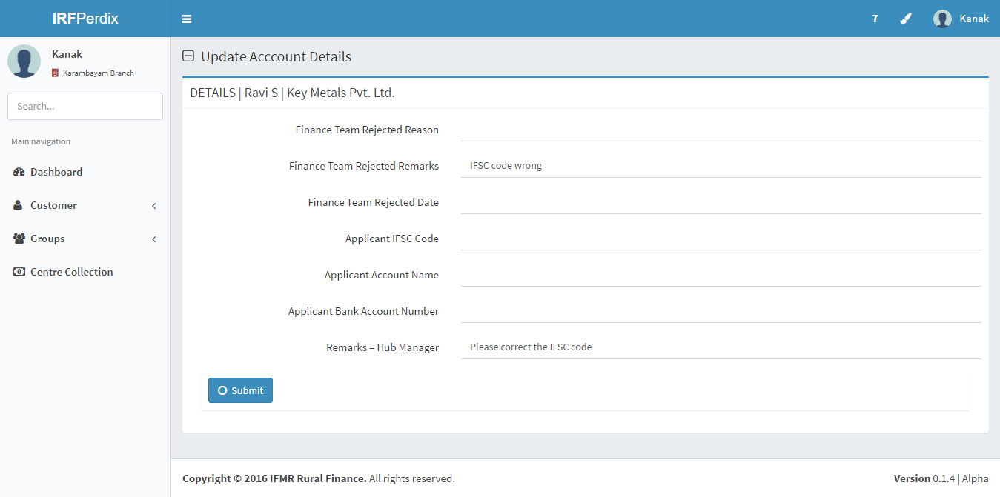 IRFPerdix
7
Kanak
Kanak
Karambayam Branch
Search...
Main navigation
Dashboard
Customer
Groups
Centre Collection
Update Acccount Details
DETAILS | Ravi S | Key Metals Pvt. Ltd.
Finance Team Rejected Reason
Finance Team Rejected Remarks IFSC code wrong
Finance Team Rejected Date
Applicant IFSC Code
Applicant Account Name
Applicant Bank Account Number
Remarks – Hub Manager Please correct the IFSC code
Submit
Copyright © 2016 IFMR Rural Finance. All rights reserved. Version 0.1.4 | Alpha